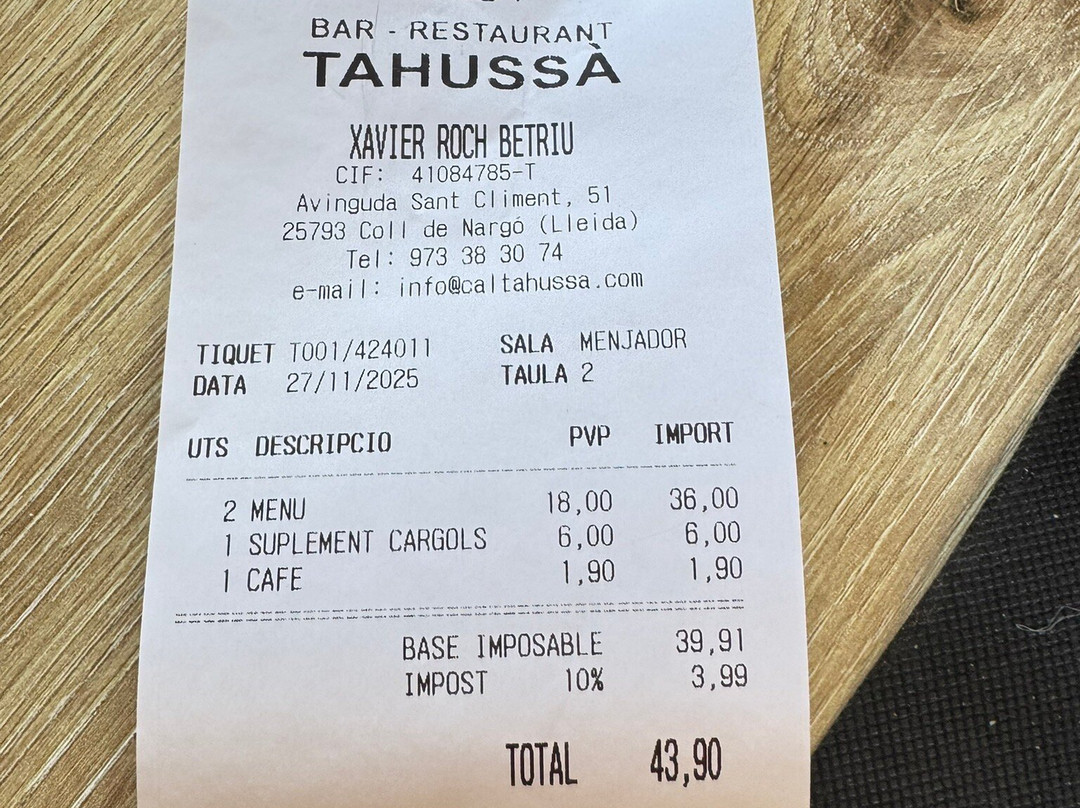 BAR - RESTAURANT
TAHUSSÀ
XAVIER ROCH BETRIU
CIF: 41084785-T
Avinguda Sant Climent, 51
25793 Coll de Nargó (Lleida)
Tel: 973 38 30 74
e-mail: info@caltahussa.com
TIQUET T001/424011 SALA MENJADOR
DATA 27/11/2025 TAULA 2
UTS DESCRIPCIO PVP IMPORT
2 MENU 18,00 36,00
1 SUPLEMENT CARGOLS 6,00 6,00
1 CAFE 1,90 1,90
BASE IMPOSABLE 39,91
IMPOST 10% 3,99
TOTAL 43,90